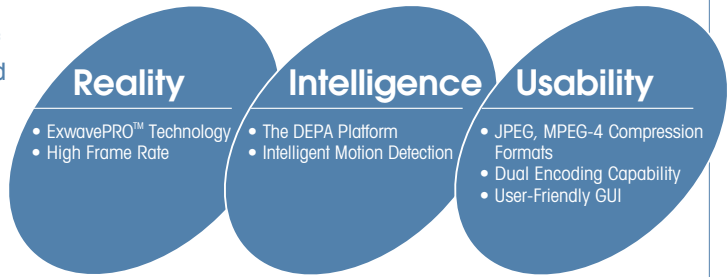 Reality
• ExwavePRO™ Technology
• High Frame Rate
Intelligence
• The DEPA Platform
• Intelligent Motion Detection
Usability
• JPEG, MPEG-4 Compression
Formats
• Dual Encoding Capability
• User-Friendly GUI